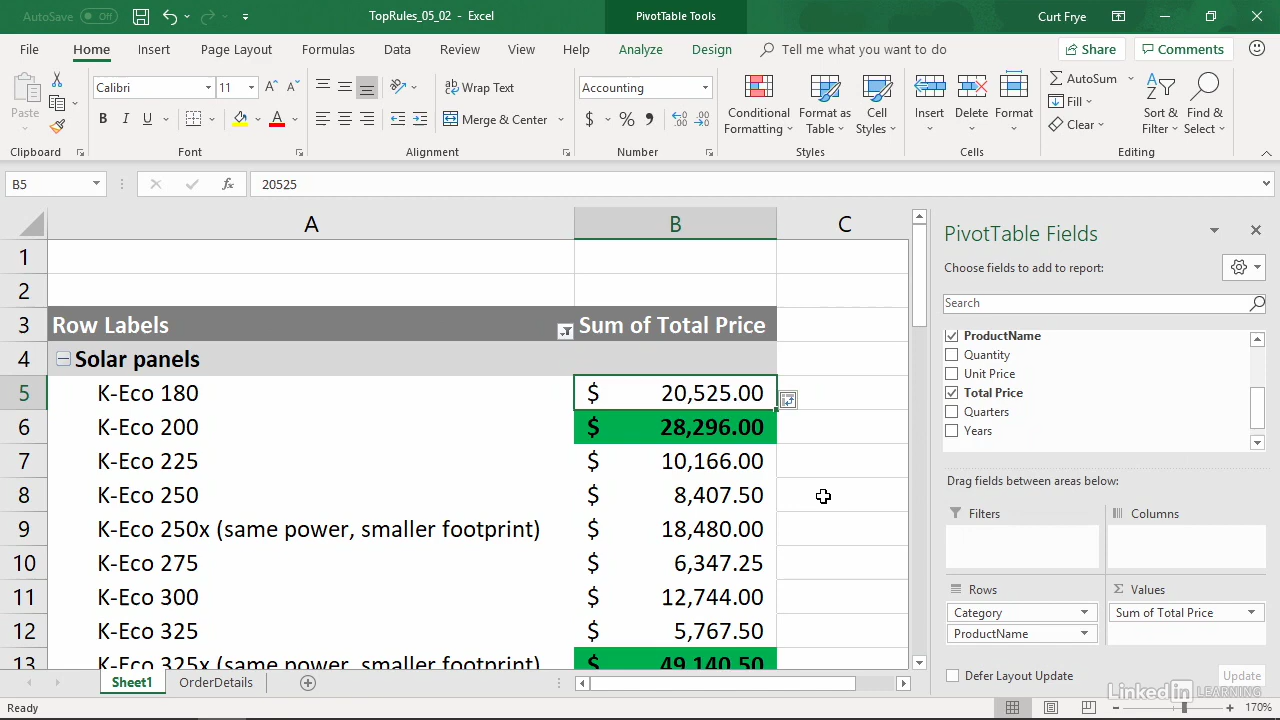 AutoSave Off TopRules_05_02 - Excel PivotTable Tools Curt Frye
File Home Insert Page Layout Formulas Data Review View Help Analyze Design Tell me what you want to do Share Comments
Paste
Clipboard
Calibri 11
B I U A
Font
Wrap Text
Merge & Center
Alignment
Accounting
$ % ,
Number
Conditional Formatting
Format as Table
Cell Styles
Styles
Insert Delete Format
Cells
AutoSum
Fill
Clear
Sort & Filter
Find & Select
Editing
B5 fx 20525
A B C
1
2
3 Row Labels Sum of Total Price
4 Solar panels
5 K-Eco 180 $ 20,525.00
6 K-Eco 200 $ 28,296.00
7 K-Eco 225 $ 10,166.00
8 K-Eco 250 $ 8,407.50
9 K-Eco 250x (same power, smaller footprint) $ 18,480.00
10 K-Eco 275 $ 6,347.25
11 K-Eco 300 $ 12,744.00
12 K-Eco 325 $ 5,767.50
13 K-Eco 325x (same power, smaller footprint) $ 49,140.50
PivotTable Fields
Choose fields to add to report:
Search
ProductName
Quantity
Unit Price
Total Price
Quarters
Years
Drag fields between areas below:
Filters Columns
Rows Values
Category Sum of Total Price
ProductName
Defer Layout Update Update
Sheet1 OrderDetails
Linked in LEARNING
Ready 170%